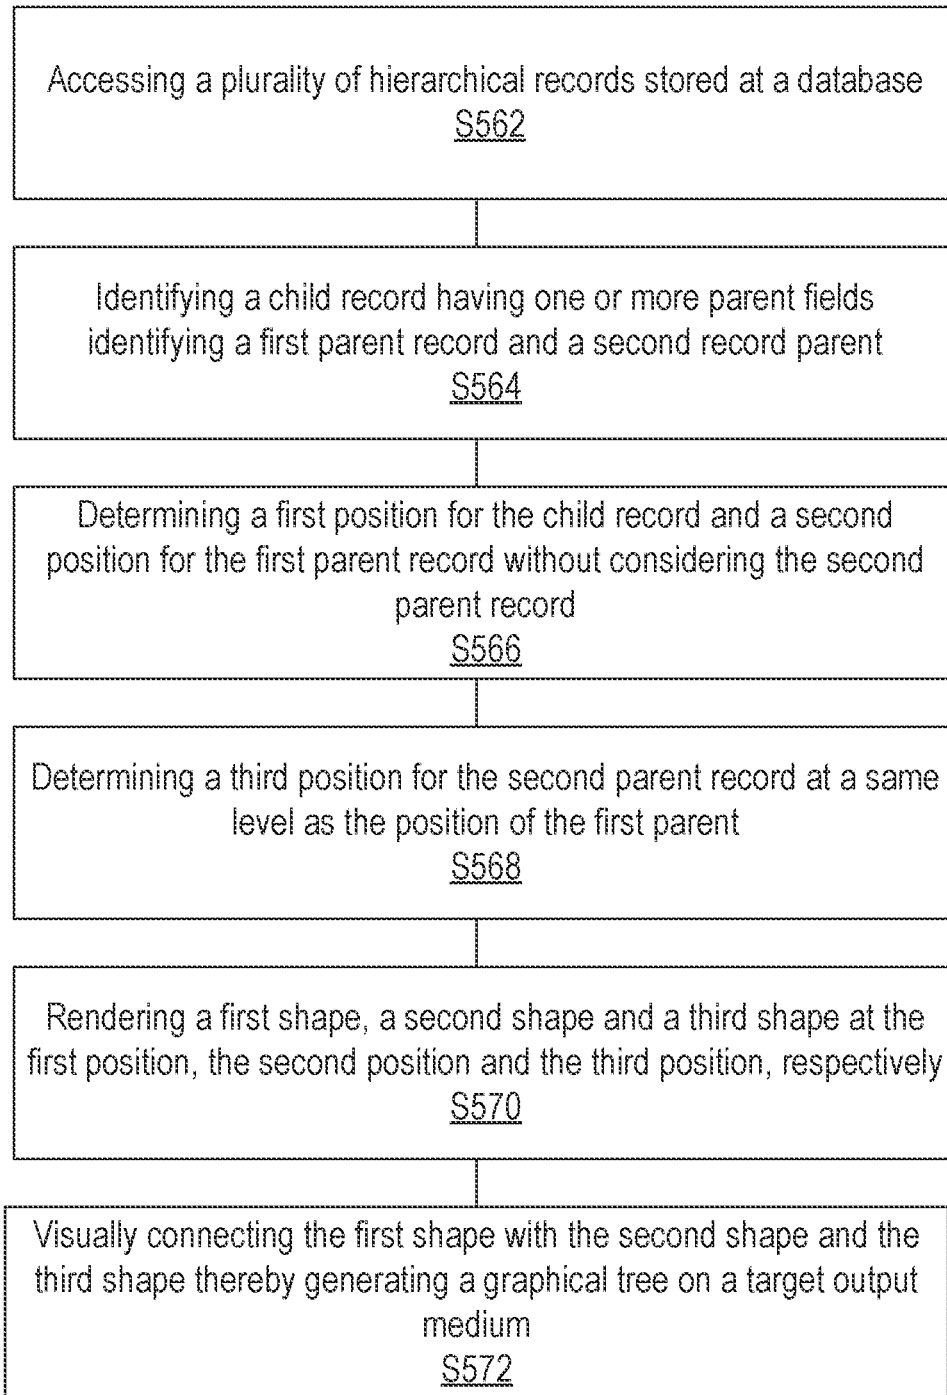 Accessing a plurality of hierarchical records stored at a database
S562
Identifying a child record having one or more parent fields
identifying a first parent record and a second record parent
S564
Determining a first position for the child record and a second
position for the first parent record without considering the second
parent record
S566
Determining a third position for the second parent record at a same
level as the position of the first parent
S568
Rendering a first shape, a second shape and a third shape at the
first position, the second position and the third position, respectively
S570
Visually connecting the first shape with the second shape and the
third shape thereby generating a graphical tree on a target output
medium
S572